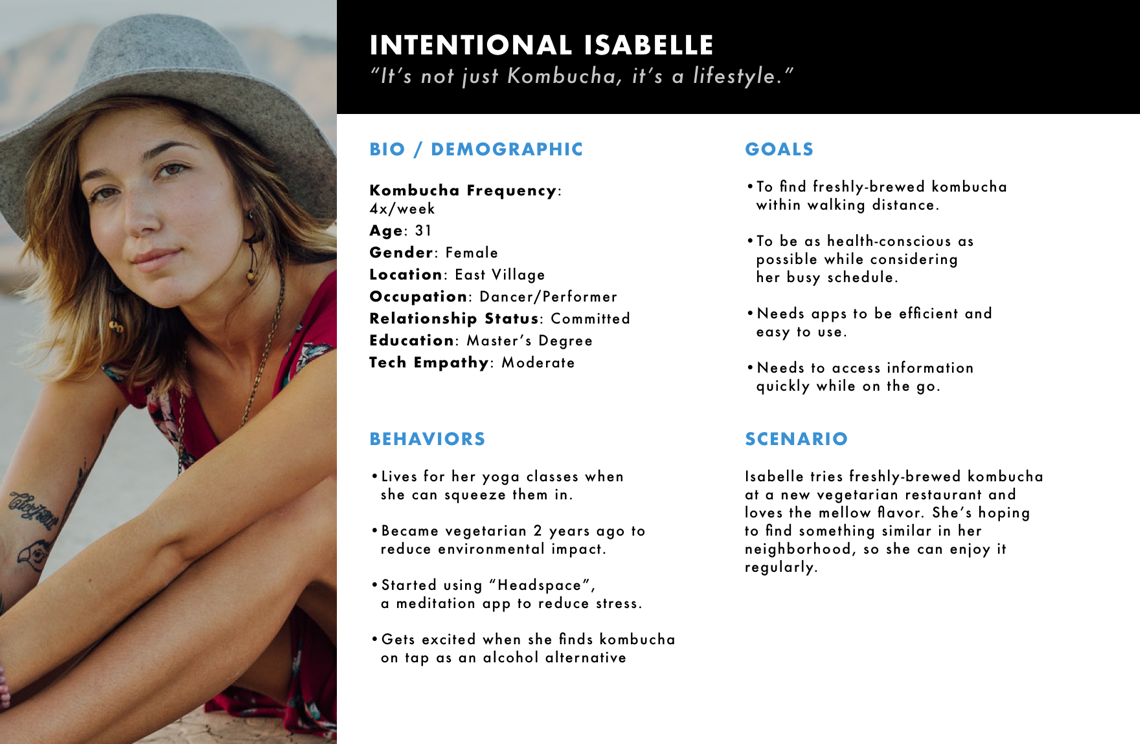 INTENTIONAL ISABELLE
“It’s not just Kombucha, it’s a lifestyle.”
BIO / DEMOGRAPHIC
Kombucha Frequency:
4x/week
Age: 31
Gender: Female
Location: East Village
Occupation: Dancer/Performer
Relationship Status: Committed
Education: Master’s Degree
Tech Empathy: Moderate
GOALS
•To find freshly-brewed kombucha
within walking distance.
•To be as health-conscious as
possible while considering
her busy schedule.
•Needs apps to be efficient and
easy to use.
•Needs to access information
quickly while on the go.
BEHAVIORS
•Lives for her yoga classes when
she can squeeze them in.
•Became vegetarian 2 years ago to
reduce environmental impact.
•Started using “Headspace”,
a meditation app to reduce stress.
•Gets excited when she finds kombucha
on tap as an alcohol alternative
SCENARIO
Isabelle tries freshly-brewed kombucha
at a new vegetarian restaurant and
loves the mellow flavor. She’s hoping
to find something similar in her
neighborhood, so she can enjoy it
regularly.